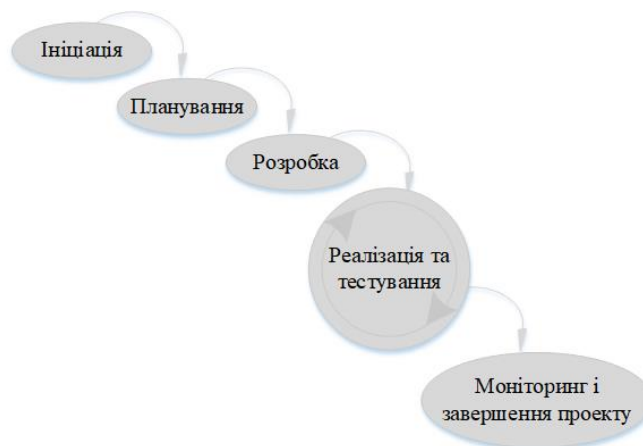 Ініціація
Планування
Розробка
Реалізація та
тестування
Моніторинг і
завершення проекту